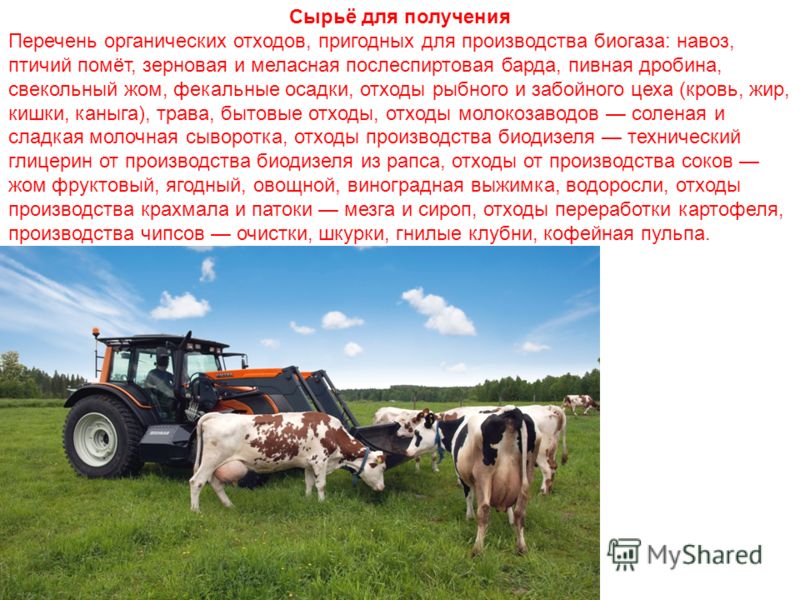 Сырьё для получения
Перечень органических отходов, пригодных для производства биогаза: навоз,
птичий помёт, зерновая и меласная послеспиртовая барда, пивная дробина,
свекольный жом, фекальные осадки, отходы рыбного и забойного цеха (кровь, жир,
кишки, каныга), трава, бытовые отходы, отходы молокозаводов — соленая и
сладкая молочная сыворотка, отходы производства биодизеля — технический
глицерин от производства биодизеля из рапса, отходы от производства соков —
жом фруктовый, ягодный, овощной, виноградная выжимка, водоросли, отходы
производства крахмала и патоки — мезга и сироп, отходы переработки картофеля,
производства чипсов — очистки, шкурки, гнилые клубни, кофейная пульпа.
MyShared